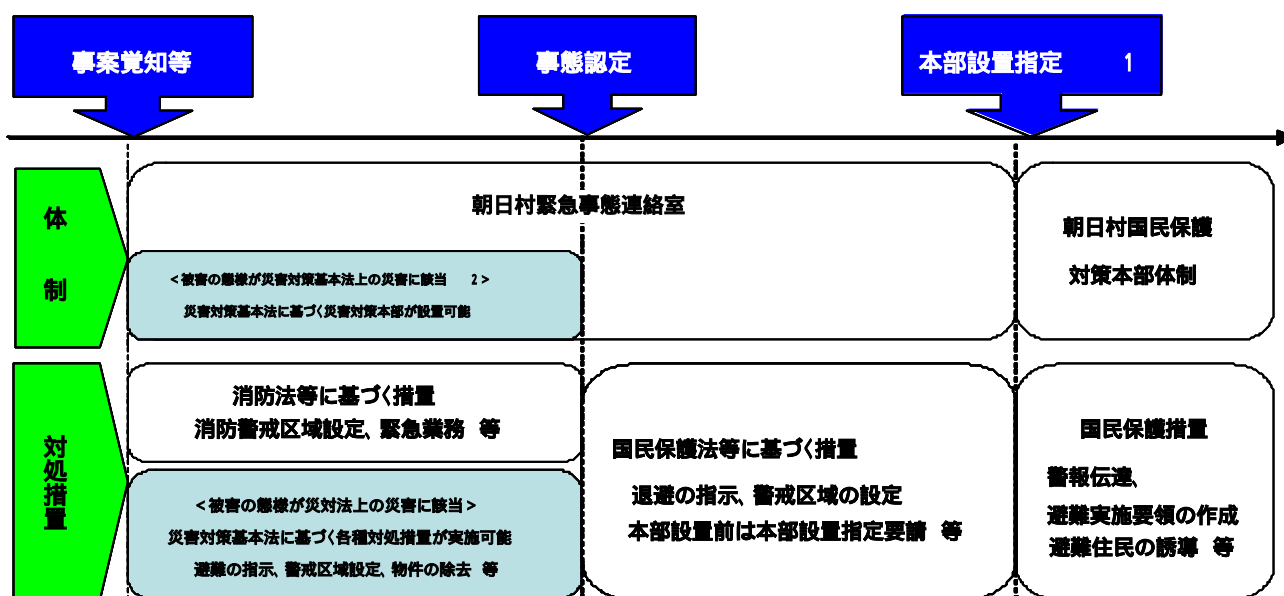 事案覚知等
事態認定
本部設置指定 1
体制
朝日村緊急事態連絡室
<被害の態様が災害対策基本法上の災害に該当 2>
災害対策基本法に基づく災害対策本部が設置可能
朝日村国民保護
対策本部体制
対処措置
消防法等に基づく措置
消防警戒区域設定、緊急業務 等
<被害の態様が災対法上の災害に該当>
災害対策基本法に基づく各種対処措置が実施可能
避難の指示、警戒区域設定、物件の除去 等
国民保護法等に基づく措置
退避の指示、警戒区域の設定
本部設置前は本部設置指定要請 等
国民保護措置
警報伝達、
避難実施要領の作成
避難住民の誘導 等